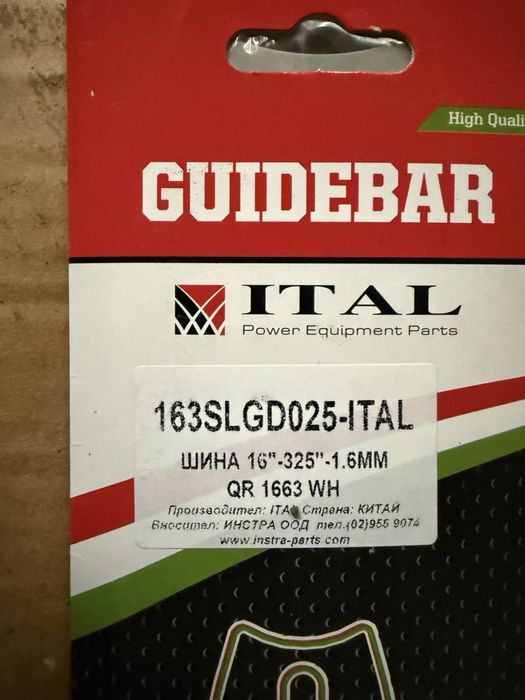 High Quali
GUIDEBAR
ITAL
Power Equipment Parts
163SLGD025-ITAL
ШИНА 16"-325"-1.6MM
QR 1663 WH
Производител: ITA Страна: КИТАЙ
Вносител: ИНСТРА ООД тел.(02)955 9074
www.instra-parts.com